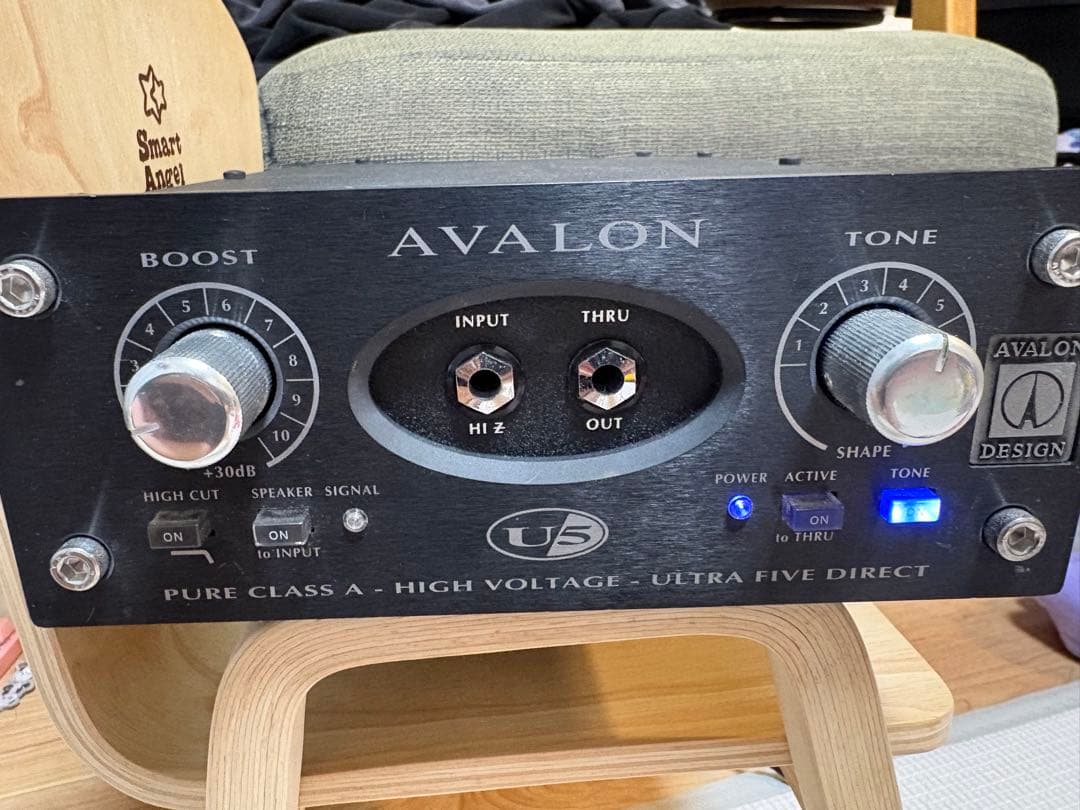 Smart
Angel
BOOST
3
4
5
6
7
8
9
10
+30dB
AVALON
INPUT
THRU
HI Z
OUT
TONE
1
2
3
4
5
SHAPE
AVALON
DESIGN
HIGH CUT
SPEAKER
SIGNAL
ON
ON
to INPUT
U5
POWER
ACTIVE
TONE
ON
to THRU
PURE CLASS A - HIGH VOLTAGE - ULTRA FIVE DIRECT